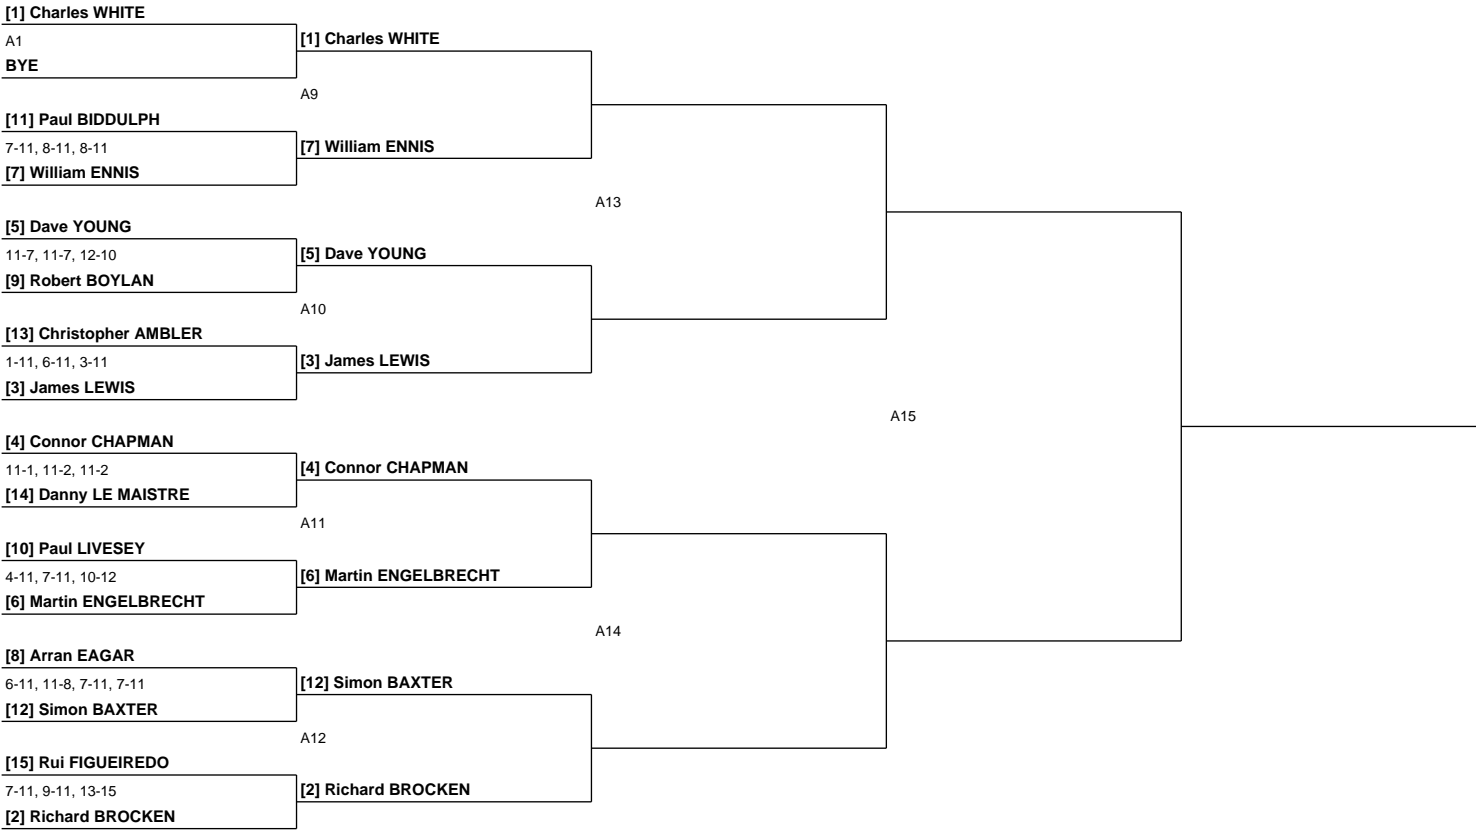 [1] Charles WHITE
A1
BYE
[11] Paul BIDDULPH
7-11, 8-11, 8-11
[7] William ENNIS
[5] Dave YOUNG
11-7, 11-7, 12-10
[9] Robert BOYLAN
[13] Christopher AMBLER
1-11, 6-11, 3-11
[3] James LEWIS
[4] Connor CHAPMAN
11-1, 11-2, 11-2
[14] Danny LE MAISTRE
[10] Paul LIVESEY
4-11, 7-11, 10-12
[6] Martin ENGELBRECHT
[8] Arran EAGAR
6-11, 11-8, 7-11, 7-11
[12] Simon BAXTER
[15] Rui FIGUEIREDO
7-11, 9-11, 13-15
[2] Richard BROCKEN
[1] Charles WHITE
A9
[7] William ENNIS
[5] Dave YOUNG
A10
[3] James LEWIS
[4] Connor CHAPMAN
A11
[6] Martin ENGELBRECHT
[12] Simon BAXTER
A12
[2] Richard BROCKEN
A13
A14
A15